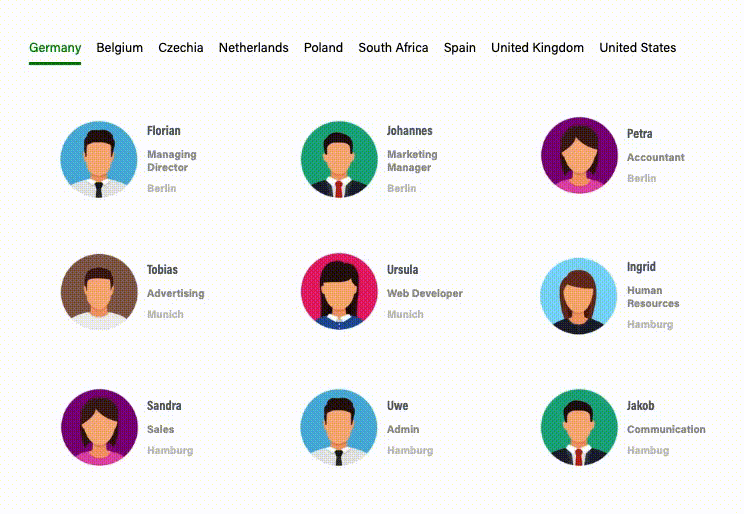 Germany Belgium Czechia Netherlands Poland South Africa Spain United Kingdom United States
Florian
Managing
Director
Berlin
Johannes
Marketing
Manager
Berlin
Petra
Accountant
Berlin
Tobias
Advertising
Munich
Ursula
Web Developer
Munich
Ingrid
Human
Resources
Hamburg
Sandra
Sales
Hamburg
Uwe
Admin
Hamburg
Jakob
Communication
Hambug